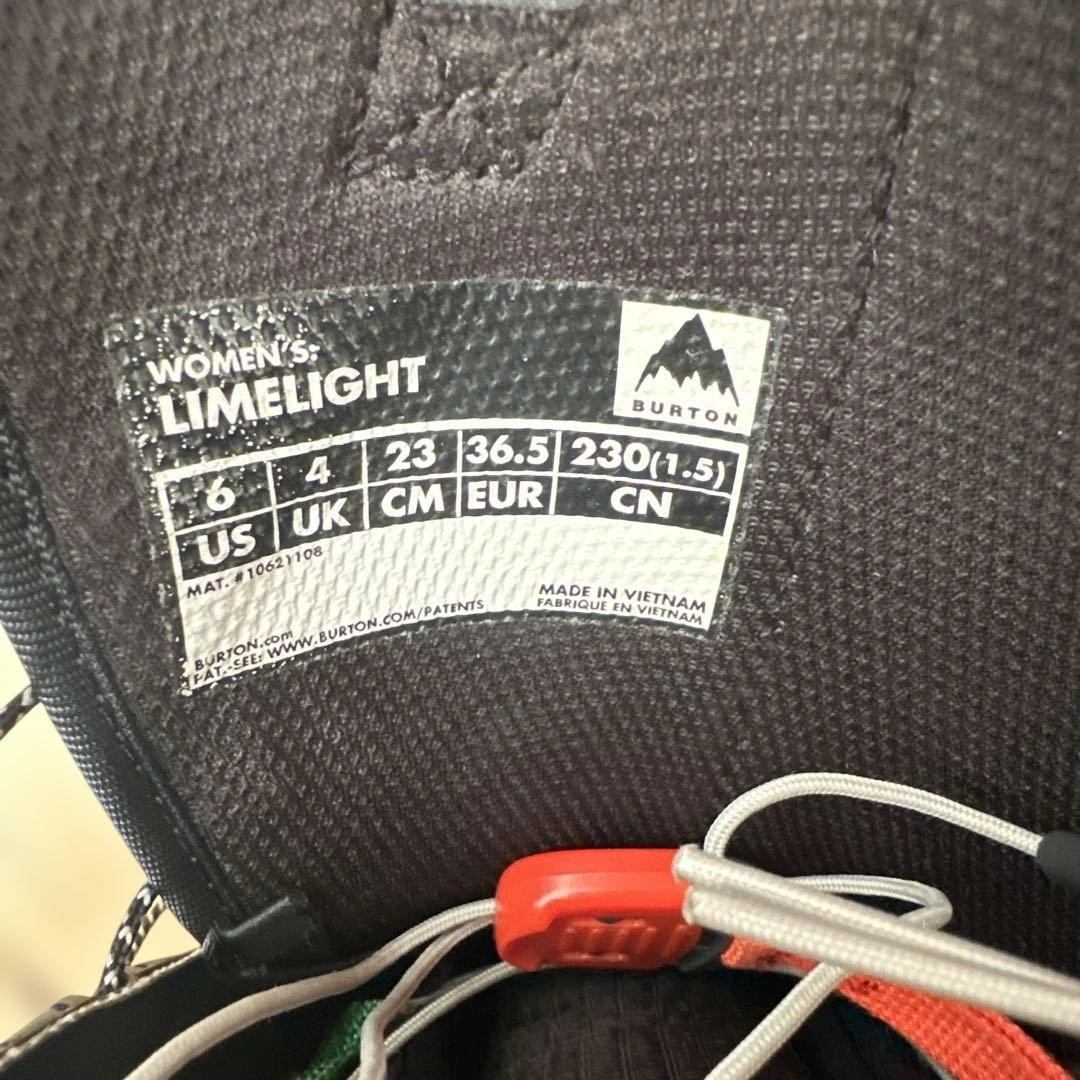 WOMEN'S:
LIMELIGHT
BURTON
6 4 23 36.5 230(1.5)
US UK CM EUR CN
MAT. #10621108
MADE IN VIETNAM
FABRIQUE EN VIETNAM
BURTON.com
PAT.-SEE: WWW.BURTON.COM/PATENTS